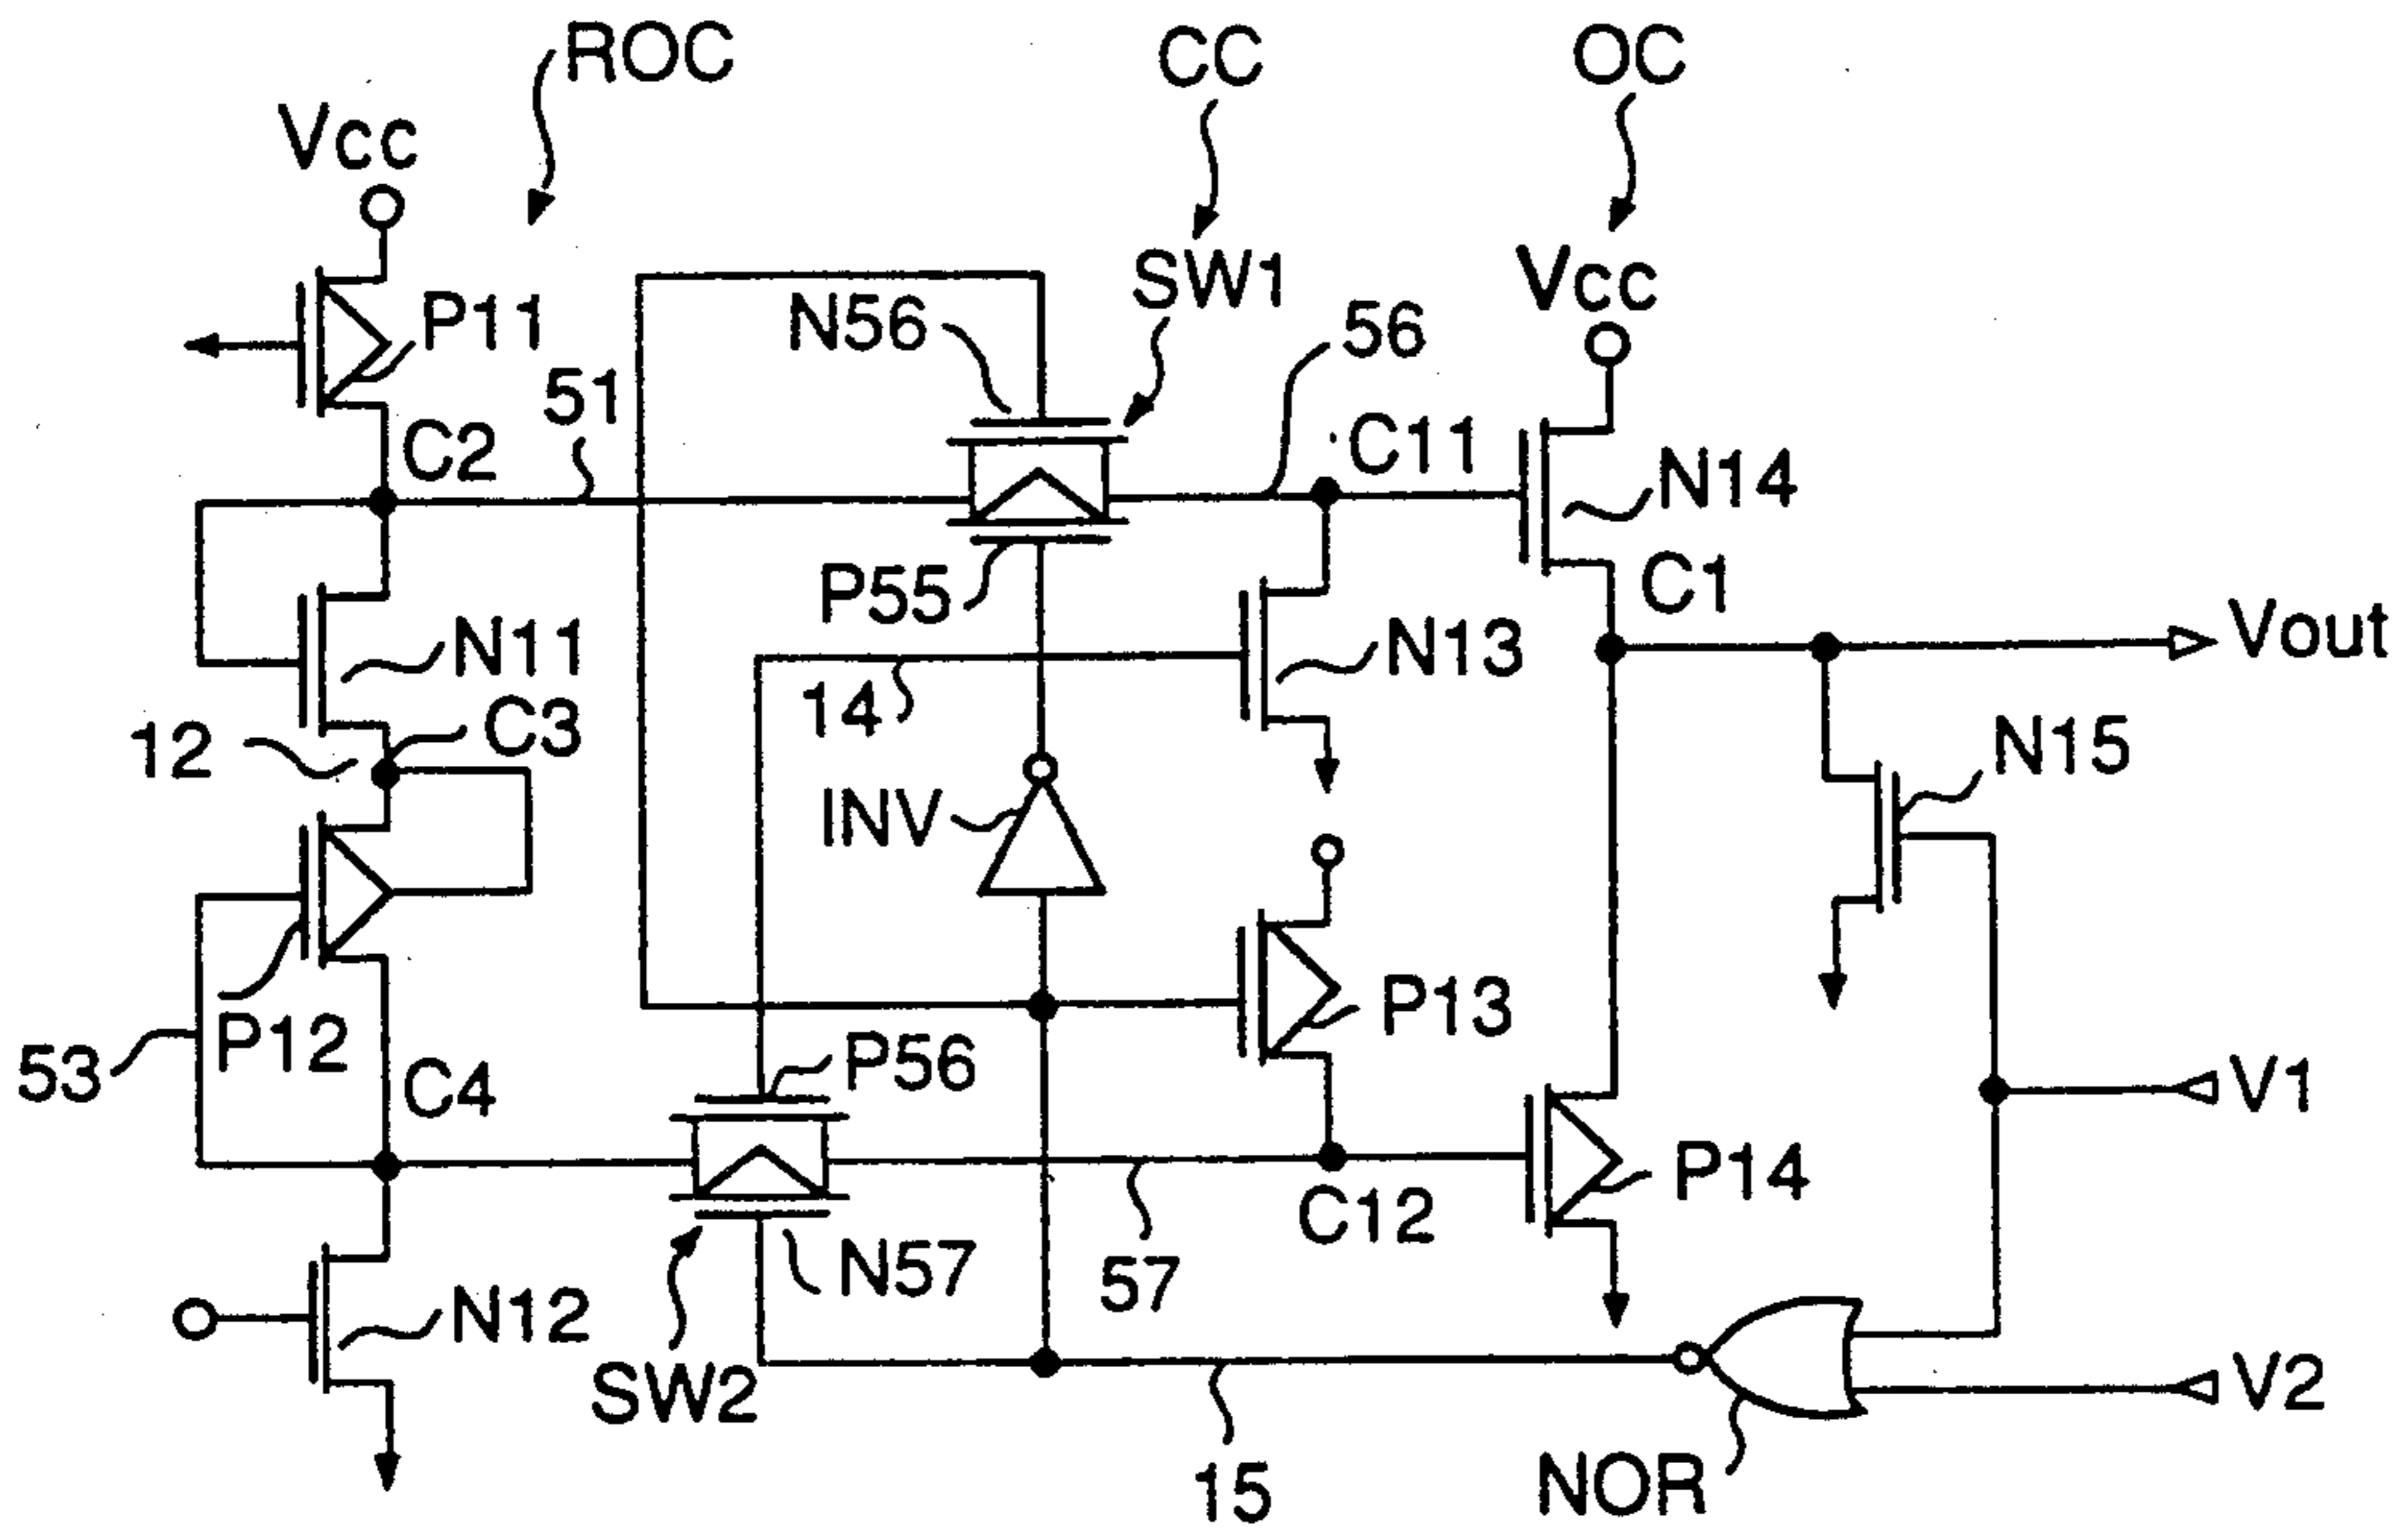 ROC
CC
OC
Vcc
SW1
Vcc
P11
N56
56
51
C2
C11
N14
P55
C1
N11
N13
Vout
14
12
C3
N15
INV
P13
P12
53
P56
C4
V1
P14
C12
N57
57
N12
SW2
V2
15
NOR